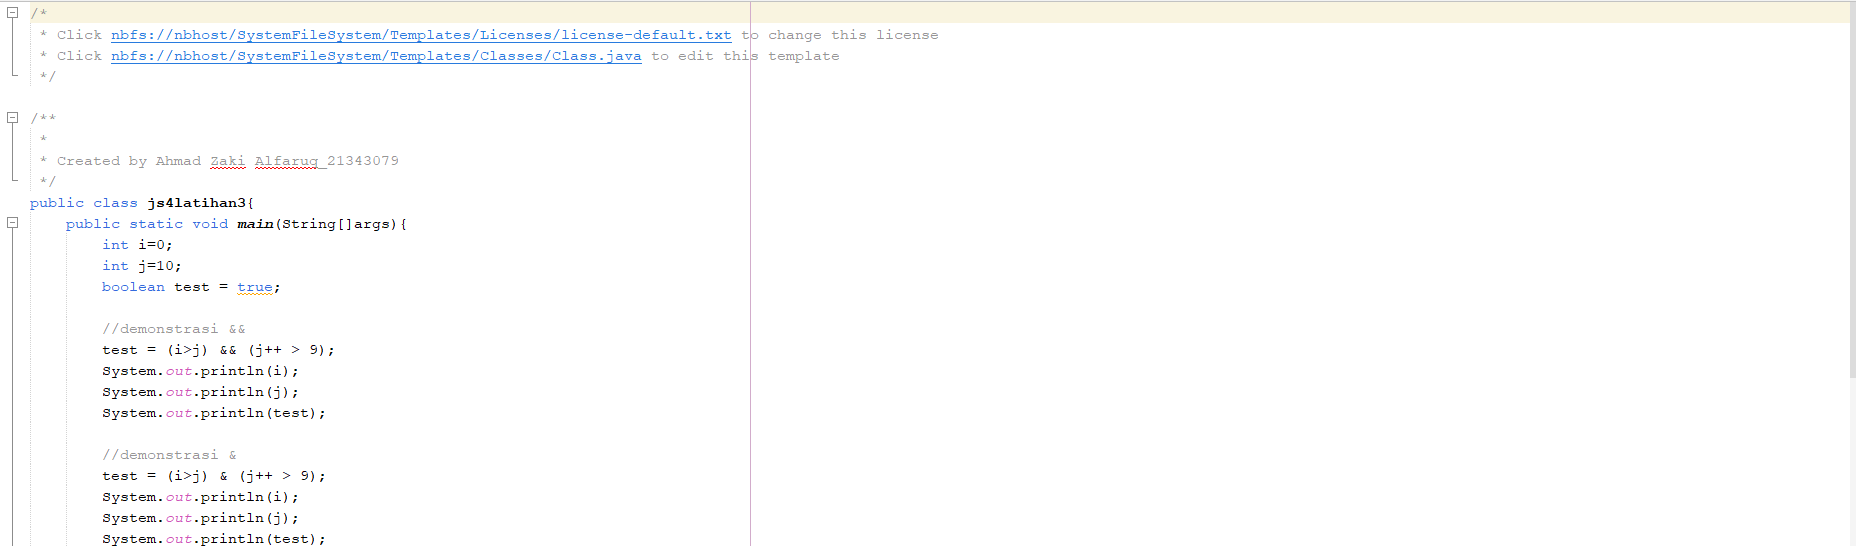 /*
 * Click nbfs://nbhost/SystemFileSystem/Templates/Licenses/license-default.txt to change this license
 * Click nbfs://nbhost/SystemFileSystem/Templates/Classes/Class.java to edit this template
 */
/**
 *
 * Created by Ahmad Zaki Alfaruq_21343079
 */
public class js4latihan3{
    public static void main(String[]args){
        int i=0;
        int j=10;
        boolean test = true;
        //demonstrasi &&
        test = (i>j) && (j++ > 9);
        System.out.println(i);
        System.out.println(j);
        System.out.println(test);
        //demonstrasi &
        test = (i>j) & (j++ > 9);
        System.out.println(i);
        System.out.println(j);
        System.out.println(test);